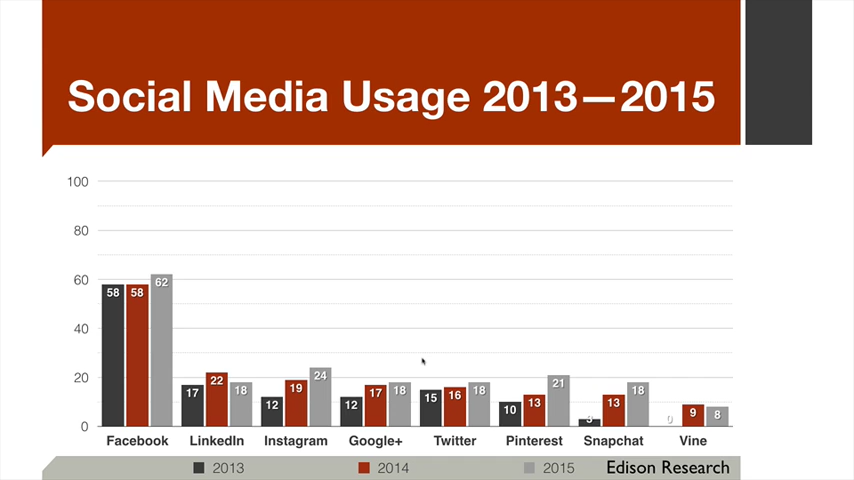 Social Media Usage 2013—2015
100
80
60
40
20
0
58 58 62
17 22 18
12 19 24
12 17 18
15 16 18
10 13 21
3 13 18
0 9 8
Facebook LinkedIn Instagram Google+ Twitter Pinterest Snapchat Vine
2013 2014 2015 Edison Research